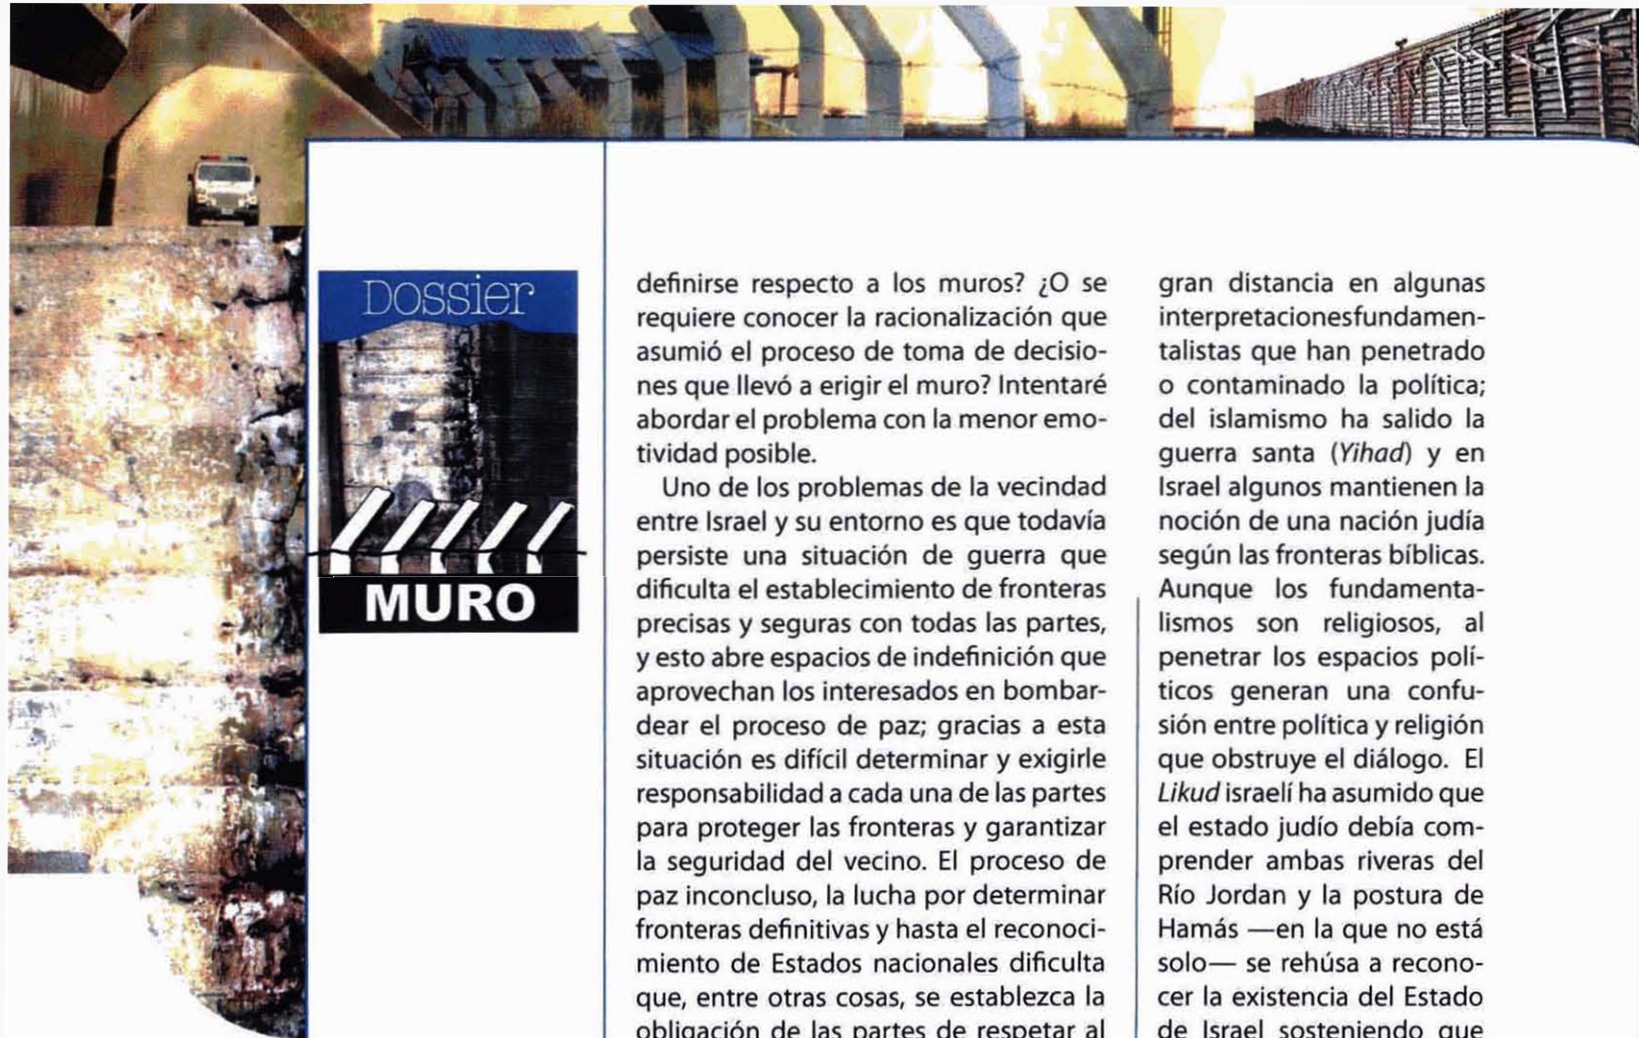 Dossier
MURO
definirse respecto a los muros? ¿O se
requiere conocer la racionalización que
asumió el proceso de toma de decisio-
nes que llevó a erigir el muro? Intentaré
abordar el problema con la menor emo-
tividad posible.
Uno de los problemas de la vecindad
entre Israel y su entorno es que todavía
persiste una situación de guerra que
dificulta el establecimiento de fronteras
precisas y seguras con todas las partes,
y esto abre espacios de indefinición que
aprovechan los interesados en bombar-
dear el proceso de paz; gracias a esta
situación es difícil determinar y exigirle
responsabilidad a cada una de las partes
para proteger las fronteras y garantizar
la seguridad del vecino. El proceso de
paz inconcluso, la lucha por determinar
fronteras definitivas y hasta el reconoci-
miento de Estados nacionales dificulta
que, entre otras cosas, se establezca la
obligación de las partes de respetar al
gran distancia en algunas
interpretacionesfundamen-
talistas que han penetrado
o contaminado la política;
del islamismo ha salido la
guerra santa (Yihad) y en
Israel algunos mantienen la
noción de una nación judía
según las fronteras bíblicas.
Aunque los fundamenta-
lismos son religiosos, al
penetrar los espacios polí-
ticos generan una confu-
sión entre política y religión
que obstruye el diálogo. El
Likud israelí ha asumido que
el estado judío debía com-
prender ambas riveras del
Río Jordan y la postura de
Hamás —en la que no está
solo— se rehúsa a recono-
cer la existencia del Estado
de Israel sosteniendo que